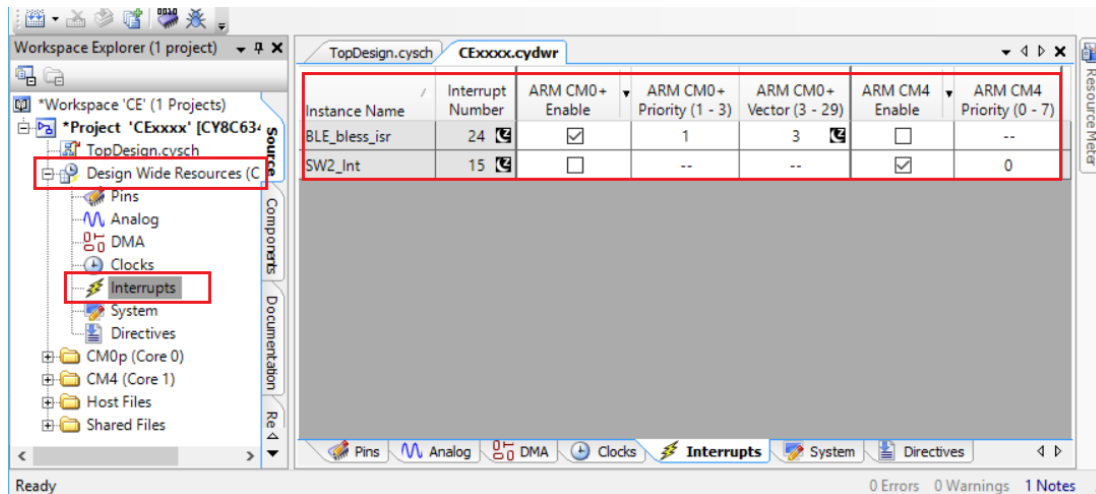 Workspace Explorer (1 project)
TopDesign.cysch
CExxxx.cydwr
*Workspace 'CE' (1 Projects)
*Project 'CExxxx' [CY8C634
TopDesign.cysch
Design Wide Resources (C
Pins
Analog
DMA
Clocks
Interrupts
System
Directives
CM0p (Core 0)
CM4 (Core 1)
Host Files
Shared Files
Source
Components
Documentation
Re
Instance Name
Interrupt Number
ARM CM0+ Enable
ARM CM0+ Priority (1 - 3)
ARM CM0+ Vector (3 - 29)
ARM CM4 Enable
ARM CM4 Priority (0 - 7)
BLE_bless_isr 24 1 3 --
SW2_Int 15 -- -- 0
Resource Meter
Pins Analog DMA Clocks Interrupts System Directives
Ready
0 Errors 0 Warnings 1 Notes